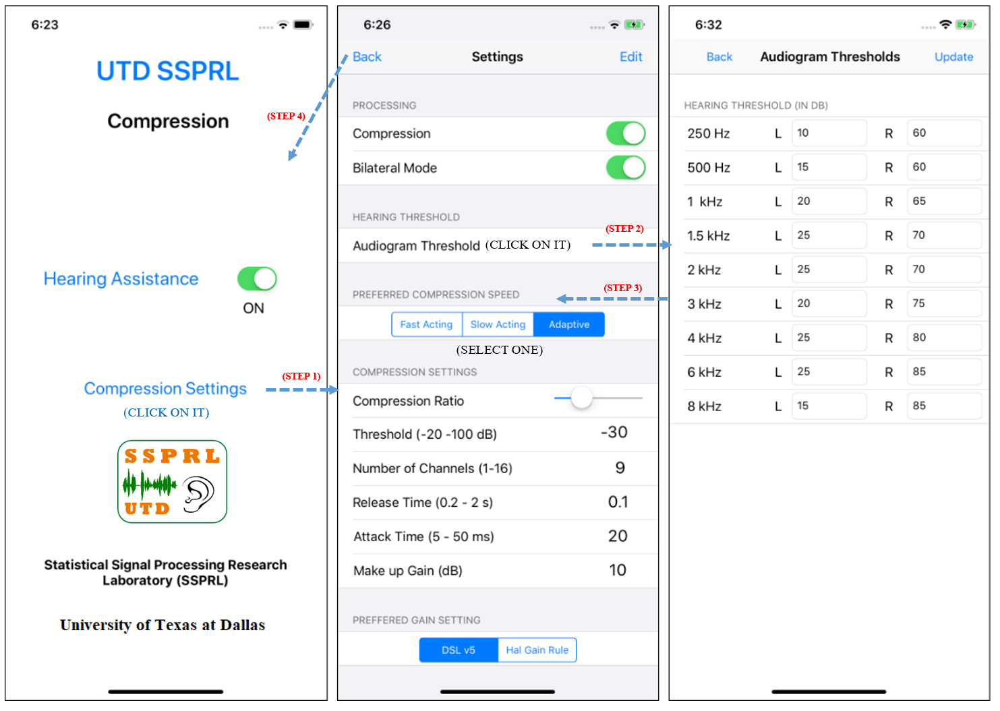 6:23
UTD SSPRL
Compression
(STEP 4)
Hearing Assistance
ON
Compression Settings
(STEP 1)
(CLICK ON IT)
SSPRL
UTD
Statistical Signal Processing Research
Laboratory (SSPRL)
University of Texas at Dallas
6:26
Back Settings Edit
PROCESSING
Compression
Bilateral Mode
HEARING THRESHOLD
Audiogram Threshold (CLICK ON IT)
(STEP 2)
PREFERRED COMPRESSION SPEED
(STEP 3)
Fast Acting Slow Acting Adaptive
(SELECT ONE)
COMPRESSION SETTINGS
Compression Ratio
Threshold (-20 -100 dB) -30
Number of Channels (1-16) 9
Release Time (0.2 - 2 s) 0.1
Attack Time (5 - 50 ms) 20
Make up Gain (dB) 10
PREFFERED GAIN SETTING
DSL v5 Hal Gain Rule
6:32
Back Audiogram Thresholds Update
HEARING THRESHOLD (IN DB)
250 Hz L 10 R 60
500 Hz L 15 R 60
1 kHz L 20 R 65
1.5 kHz L 25 R 70
2 kHz L 25 R 70
3 kHz L 20 R 75
4 kHz L 25 R 80
6 kHz L 25 R 85
8 kHz L 15 R 85